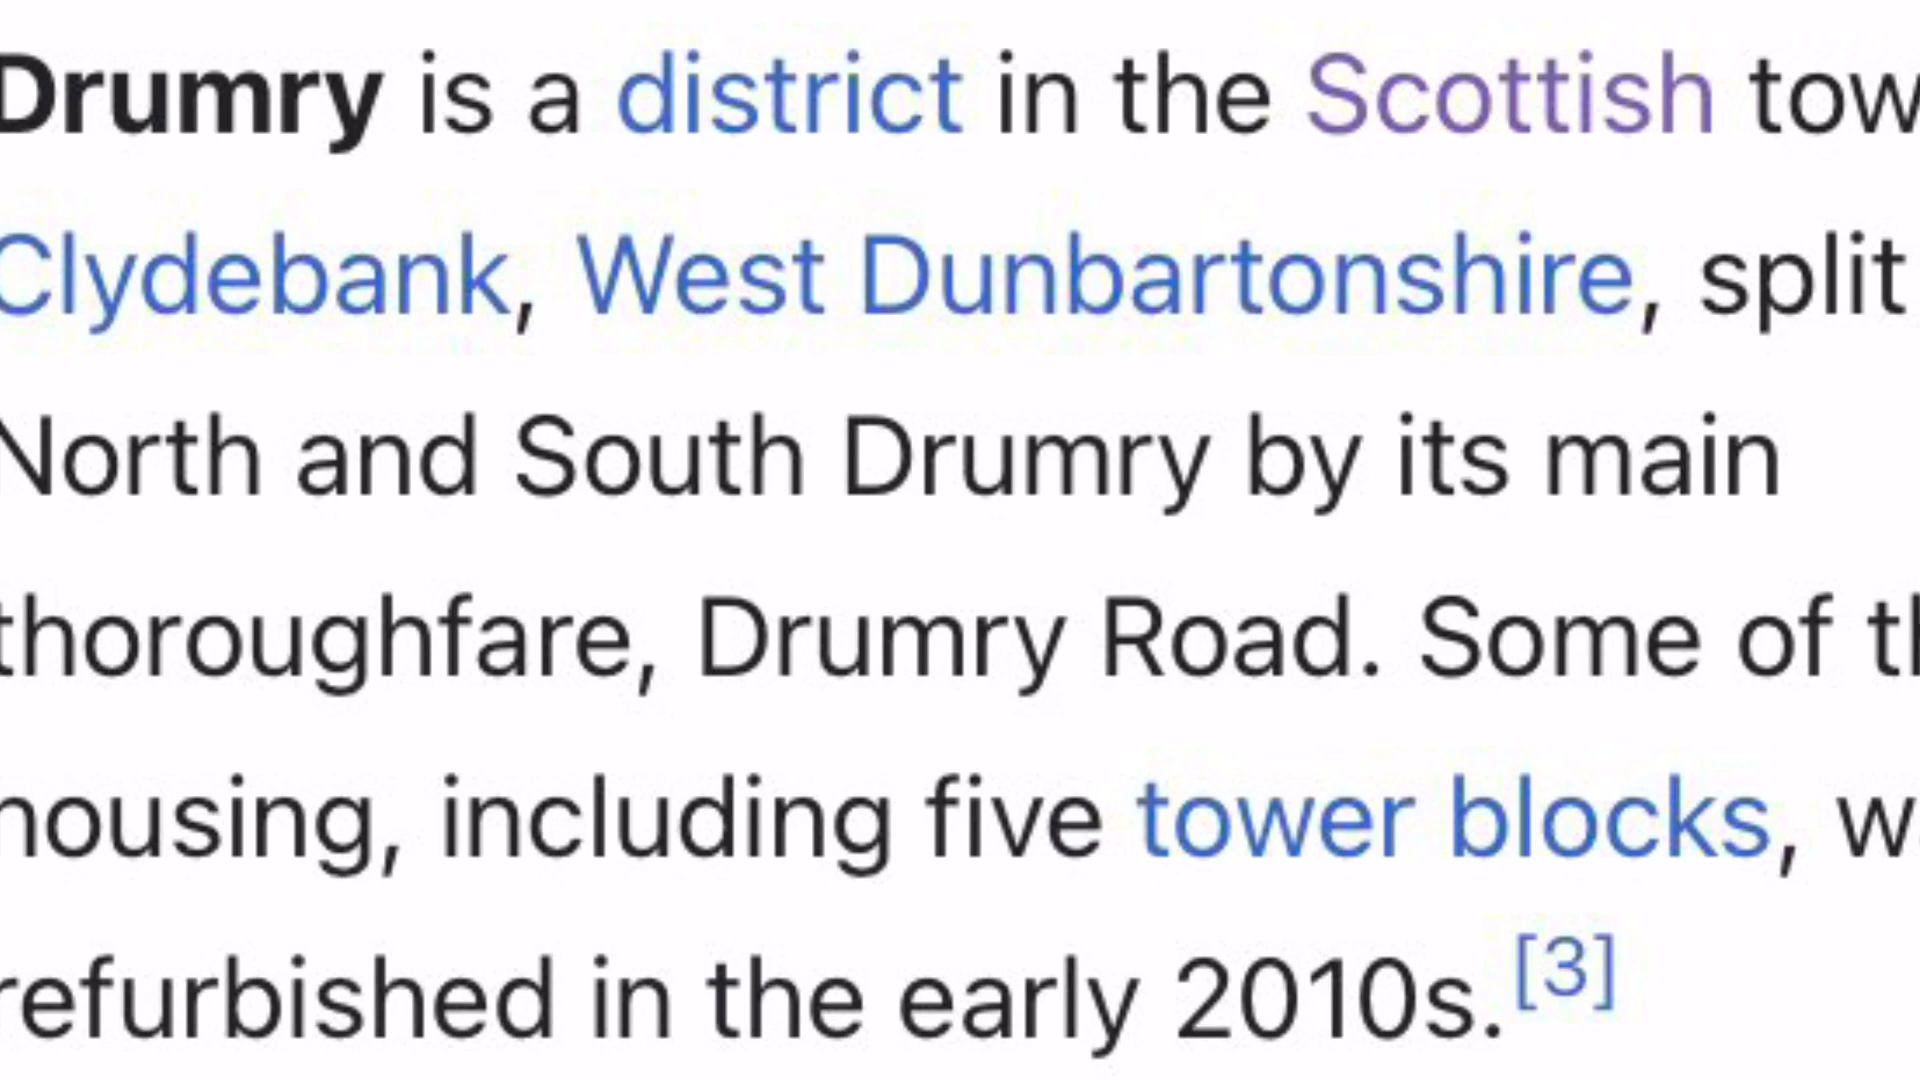 Drumry is a district in the Scottish tow
Clydebank, West Dunbartonshire, split
North and South Drumry by its main
thoroughfare, Drumry Road. Some of th
housing, including five tower blocks, w
refurbished in the early 2010s.[3]